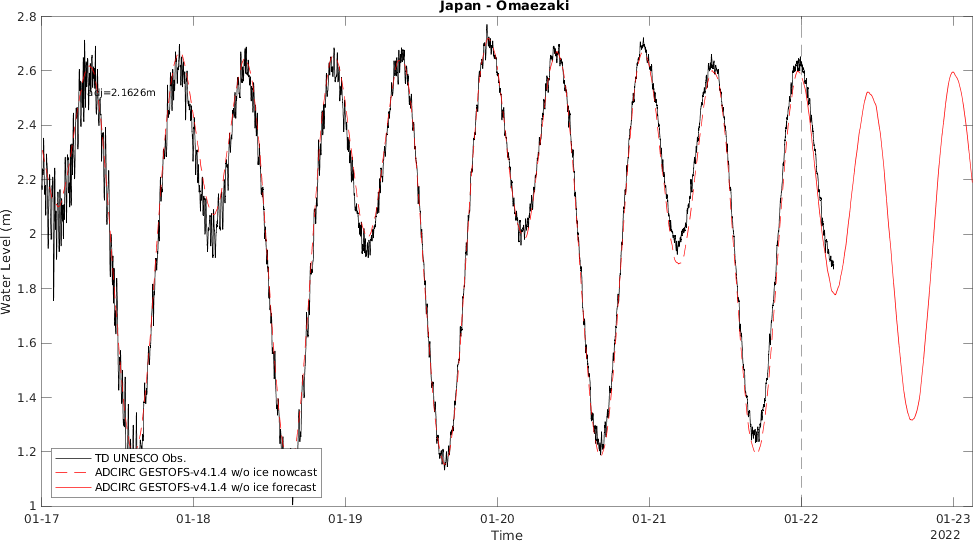 Japan - Omaezaki
2.8
2.6
2.4
2.2
2
1.8
1.6
1.4
1.2
1
Water Level (m)
adj=2.1626m
TD UNESCO Obs.
ADCIRC GESTOFS-v4.1.4 w/o ice nowcast
ADCIRC GESTOFS-v4.1.4 w/o ice forecast
01-17 01-18 01-19 01-20 01-21 01-22 01-23
Time
2022